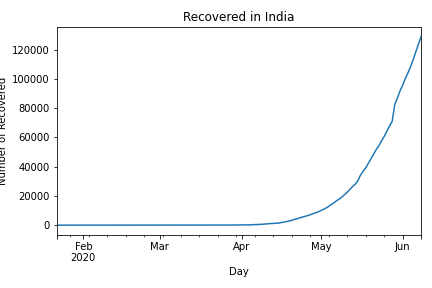 Recovered in India
Number of Recovered
120000
100000
80000
60000
40000
20000
0
Feb
2020
Mar
Apr
May
Jun
Day